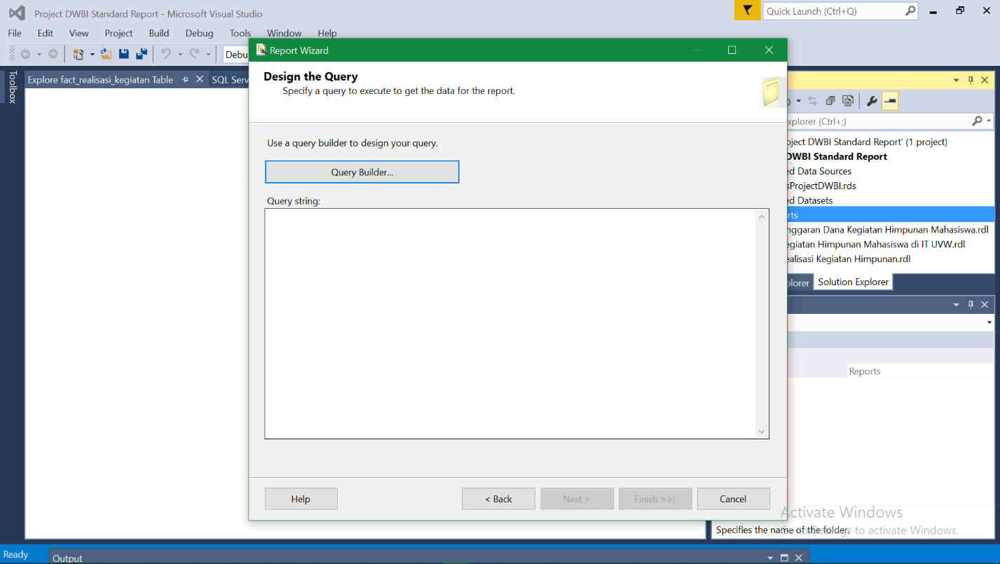 Project DWBI Standard Report - Microsoft Visual Studio
Quick Launch (Ctrl+Q)
File Edit View Project Build Debug Tools Window Help
Debu
Report Wizard
Toolbox
Explore fact_realisasi_kegiatan Table
SQL Serv
Design the Query
Specify a query to execute to get the data for the report.
xplorer (Ctrl+;)
Use a query builder to design your query.
Query Builder...
Query string:
oject DWBI Standard Report' (1 project)
DWBI Standard Report
ed Data Sources
sProjectDWBI.rds
ed Datasets
rts
nggaran Dana Kegiatan Himpunan Mahasiswa.rdl
egiatan Himpunan Mahasiswa di IT UVW.rdl
ealisasi Kegiatan Himpunan.rdl
plorer
Solution Explorer
Reports
Help
< Back
Next >
Finish >>|
Cancel
Activate Windows
Go to Settings to activate Windows.
Specifies the name of the folder.
Ready
Output